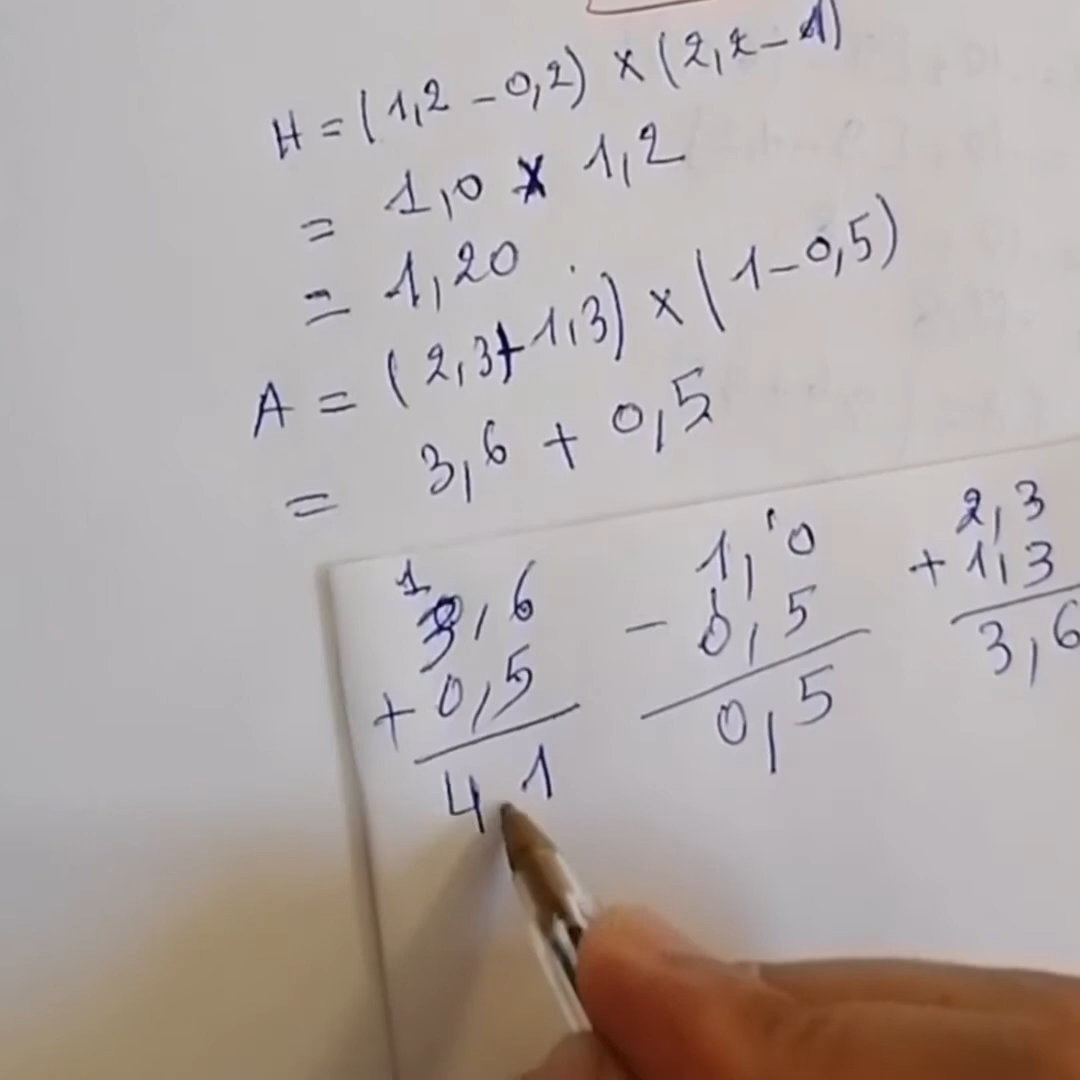 H = (1,2 - 0,2) × (2,2 - 1)
= 1,0 × 1,2
= 1,20
A = (2,3 + 1,3) × (1 - 0,5)
= 3,6 + 0,5
1
3,6
+ 0,5
4 1
1,10
- 0,5
0,5
2,3
+ 1,3
3,6